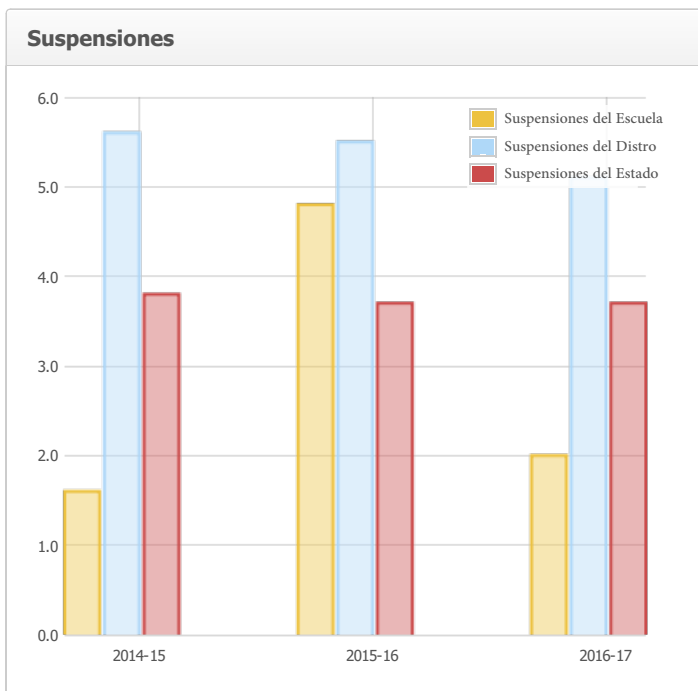 Suspensiones
6.0
Suspensiones del Escuela
Suspensiones del Distro
Suspensiones del Estado
5.0
4.0
3.0
2.0
1.0
0.0
2014-15
2015-16
2016-17